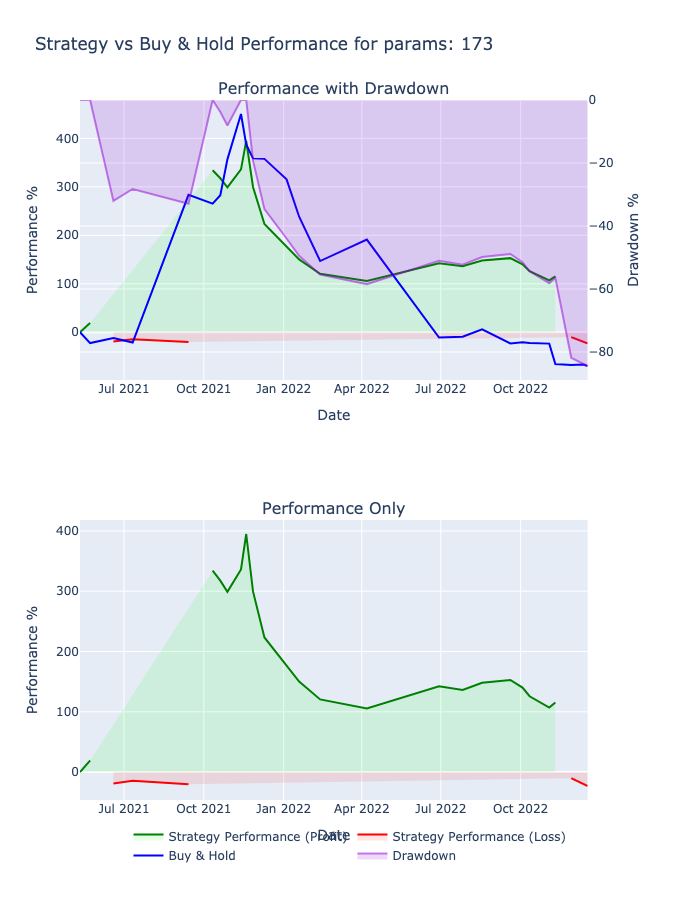 Strategy vs Buy & Hold Performance for params: 173
Performance with Drawdown
400
300
200
100
0
Performance %
0
−20
−40
−60
−80
Drawdown %
Jul 2021 Oct 2021 Jan 2022 Apr 2022 Jul 2022 Oct 2022
Date
Performance Only
400
300
200
100
0
Performance %
Jul 2021 Oct 2021 Jan 2022 Apr 2022 Jul 2022 Oct 2022
Date
Strategy Performance (Profit) Strategy Performance (Loss)
Buy & Hold Drawdown